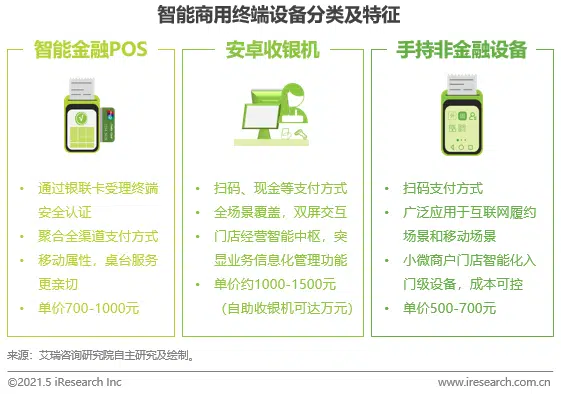 智能商用终端设备分类及特征
智能金融POS
安卓收银机
手持非金融设备
• 通过银联卡受理终端
安全认证
• 聚合全渠道支付方式
• 移动属性，桌台服务
更亲切
• 单价700-1000元
• 扫码、现金等支付方式
• 全场景覆盖，双屏交互
• 门店经营智能中枢，突
显业务信息化管理功能
• 单价约1000-1500元
（自助收银机可达万元）
• 扫码支付方式
• 广泛应用于互联网履约
场景和移动场景
• 小微商户门店智能化入
门级设备，成本可控
• 单价500-700元
来源：艾瑞咨询研究院自主研究及绘制。
©2021.5 iResearch Inc
www.iresearch.com.cn